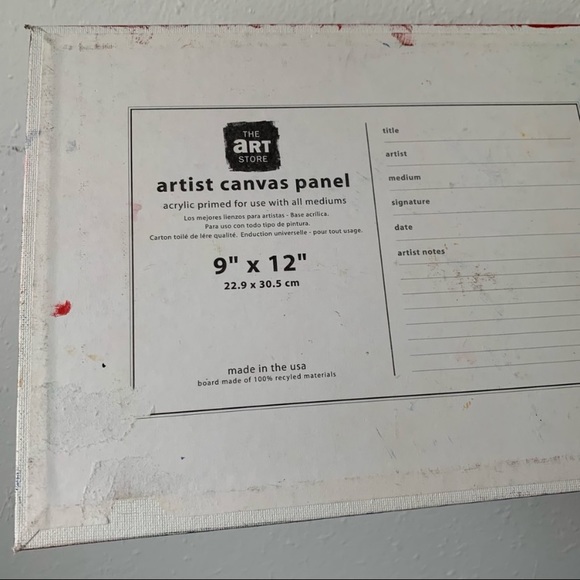 THE
aRT
STORE
artist canvas panel
acrylic primed for use with all mediums
Los mejores lienzos para artistas - Base acrílica.
Para uso con todo tipo de pintura.
Carton toilé de lére qualité. Enduction universelle - pour tout usage.
9" x 12"
22.9 x 30.5 cm
made in the usa
board made of 100% recyled materials
title
artist
medium
signature
date
artist notes